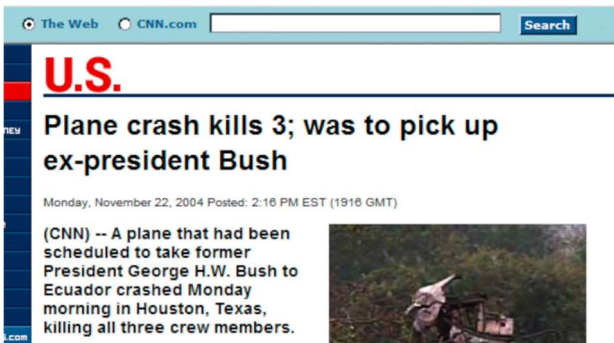 The Web CNN.com Search
U.S.
Plane crash kills 3; was to pick up
ex-president Bush
Monday, November 22, 2004 Posted: 2:16 PM EST (1916 GMT)
(CNN) -- A plane that had been
scheduled to take former
President George H.W. Bush to
Ecuador crashed Monday
morning in Houston, Texas,
killing all three crew members.